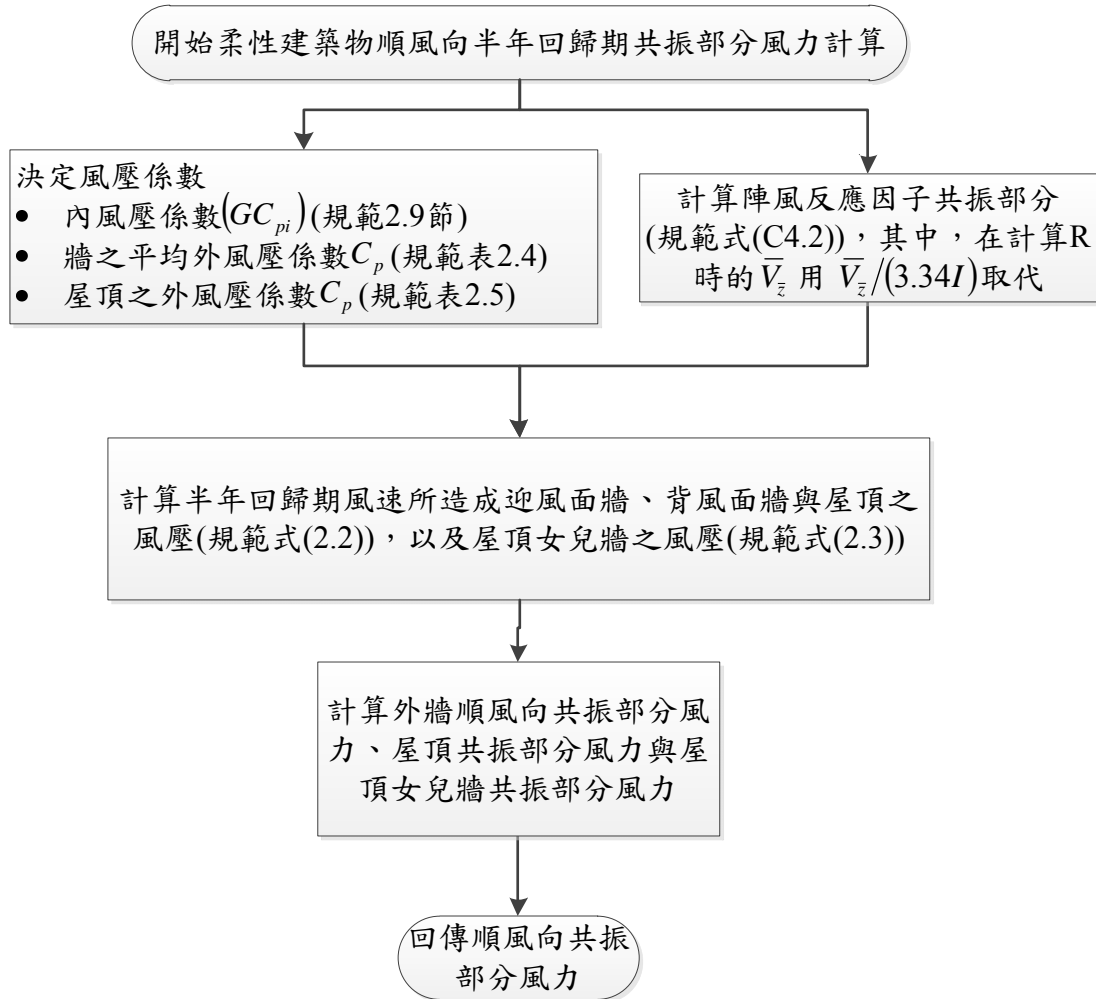 開始柔性建築物順風向半年回歸期共振部分風力計算
決定風壓係數
• 內風壓係數(GC_{pi})(規範2.9節)
• 牆之平均外風壓係數C_p(規範表2.4)
• 屋頂之外風壓係數C_p(規範表2.5)
計算陣風反應因子共振部分
(規範式(C4.2)),其中,在計算R
時的\overline{V}_{\overline{z}} 用 \overline{V}_{\overline{z}}/(3.34I)取代
計算半年回歸期風速所造成迎風面牆、背風面牆與屋頂之
風壓(規範式(2.2)),以及屋頂女兒牆之風壓(規範式(2.3))
計算外牆順風向共振部分風
力、屋頂共振部分風力與屋
頂女兒牆共振部分風力
回傳順風向共振
部分風力